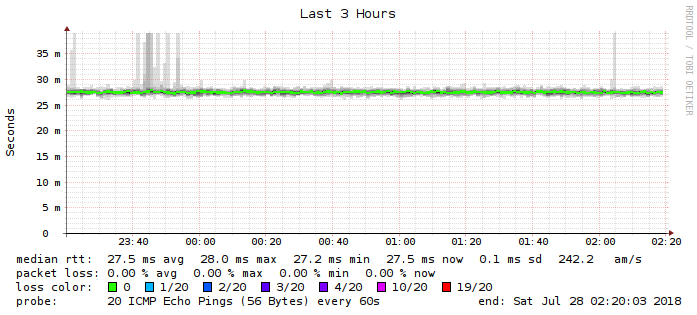 Last 3 Hours
RRDTOOL / TOBI OETIKER
Seconds
35 m
30 m
25 m
20 m
15 m
10 m
5 m
0
23:40 00:00 00:20 00:40 01:00 01:20 01:40 02:00 02:20
median rtt: 27.5 ms avg 28.0 ms max 27.2 ms min 27.5 ms now 0.1 ms sd 242.2 am/s
packet loss: 0.00 % avg 0.00 % max 0.00 % min 0.00 % now
loss color: 0 1/20 2/20 3/20 4/20 10/20 19/20
probe: 20 ICMP Echo Pings (56 Bytes) every 60s end: Sat Jul 28 02:20:03 2018